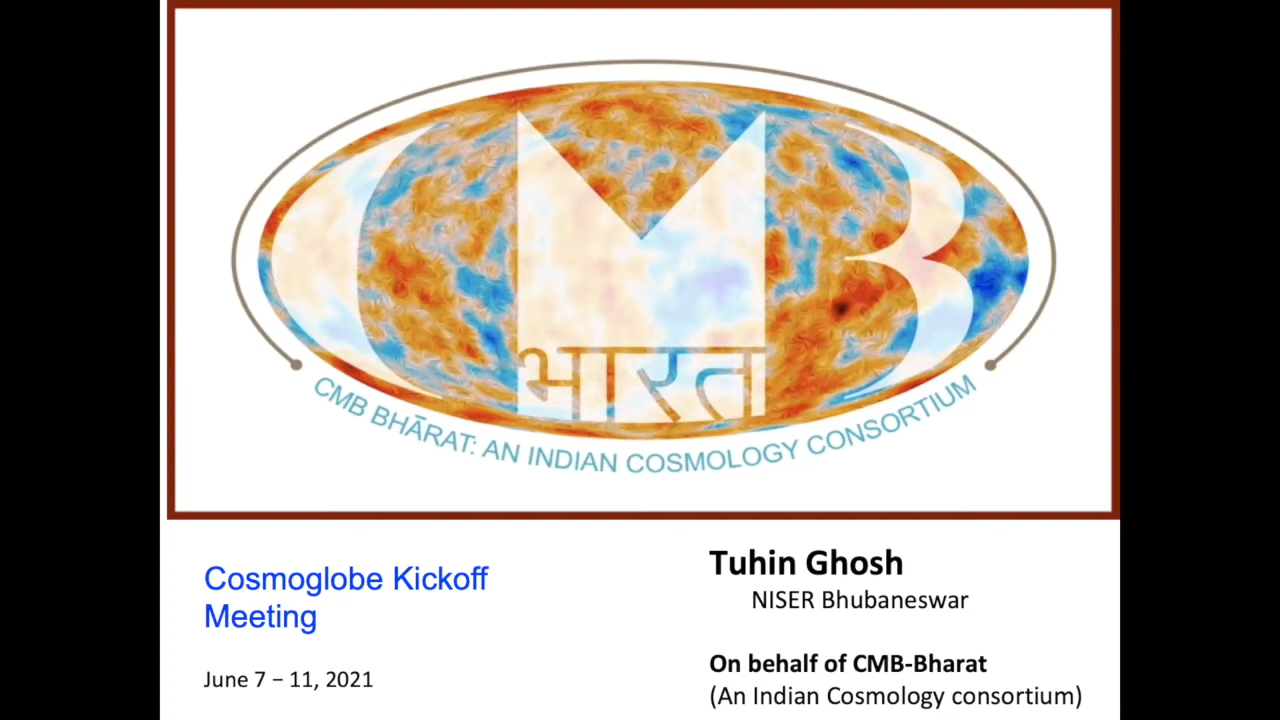 CMB
भारत
CMB BHĀRAT: AN INDIAN COSMOLOGY CONSORTIUM
Cosmoglobe Kickoff
Meeting
June 7 – 11, 2021
Tuhin Ghosh
NISER Bhubaneswar
On behalf of CMB-Bharat
(An Indian Cosmology consortium)